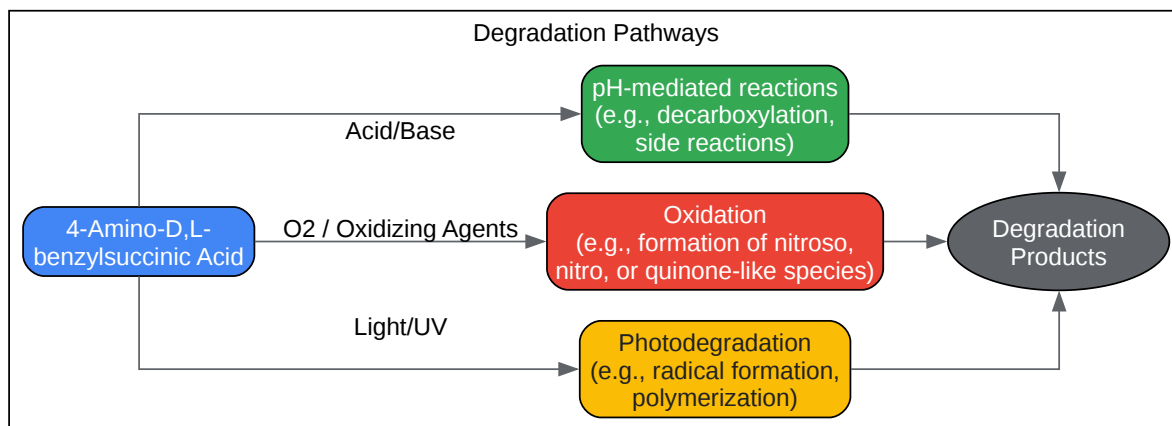 Degradation Pathways
pH-mediated reactions
(e.g., decarboxylation,
side reactions)
Acid/Base
4-Amino-D,L-
benzylsuccinic Acid
O2 / Oxidizing Agents
Oxidation
(e.g., formation of nitroso,
nitro, or quinone-like species)
Degradation
Products
Light/UV
Photodegradation
(e.g., radical formation,
polymerization)